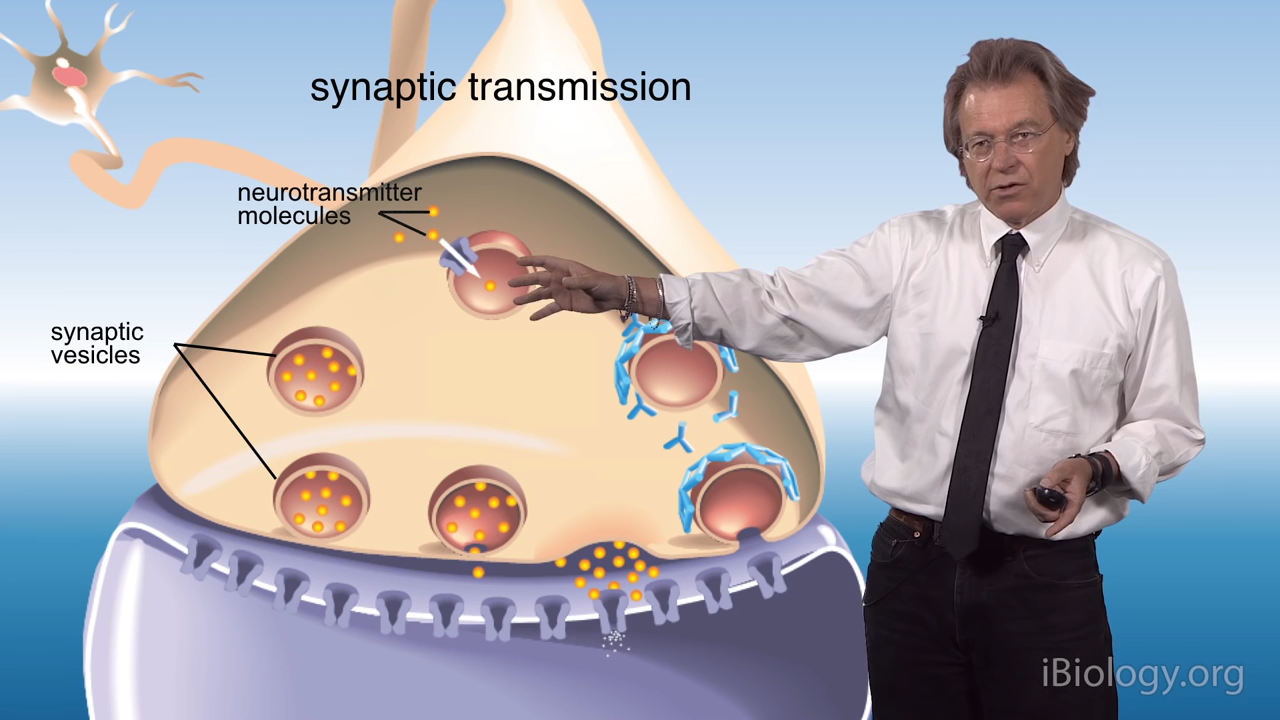 synaptic transmission
neurotransmitter
molecules
synaptic
vesicles
iBiology.org